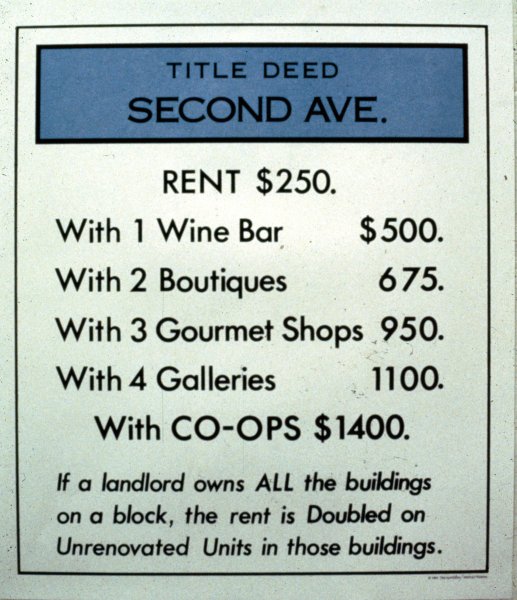 TITLE DEED
SECOND AVE.
RENT $250.
With 1 Wine Bar $500.
With 2 Boutiques 675.
With 3 Gourmet Shops 950.
With 4 Galleries 1100.
With CO-OPS $1400.
If a landlord owns ALL the buildings
on a block, the rent is Doubled on
Unrenovated Units in those buildings.